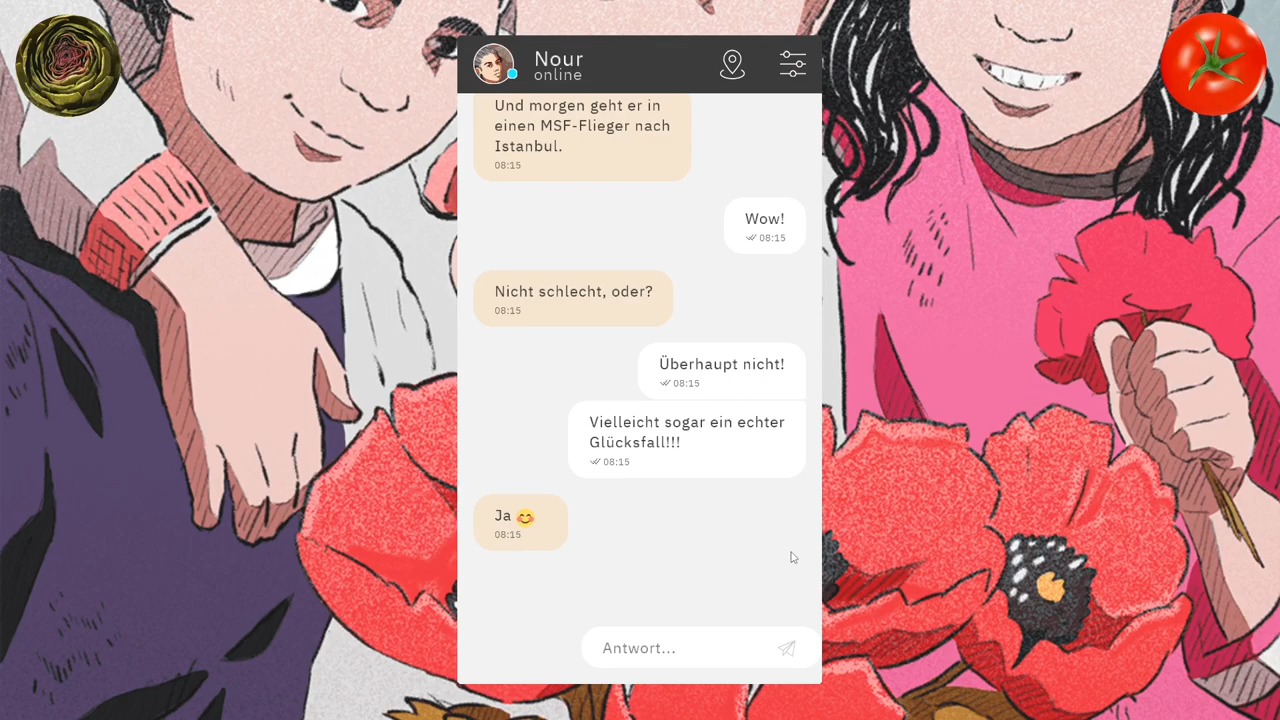 Nour
online
Und morgen geht er in
einen MSF-Flieger nach
Istanbul.
08:15
Wow!
08:15
Nicht schlecht, oder?
08:15
Überhaupt nicht!
08:15
Vielleicht sogar ein echter
Glücksfall!!!
08:15
Ja 😊
08:15
Antwort...